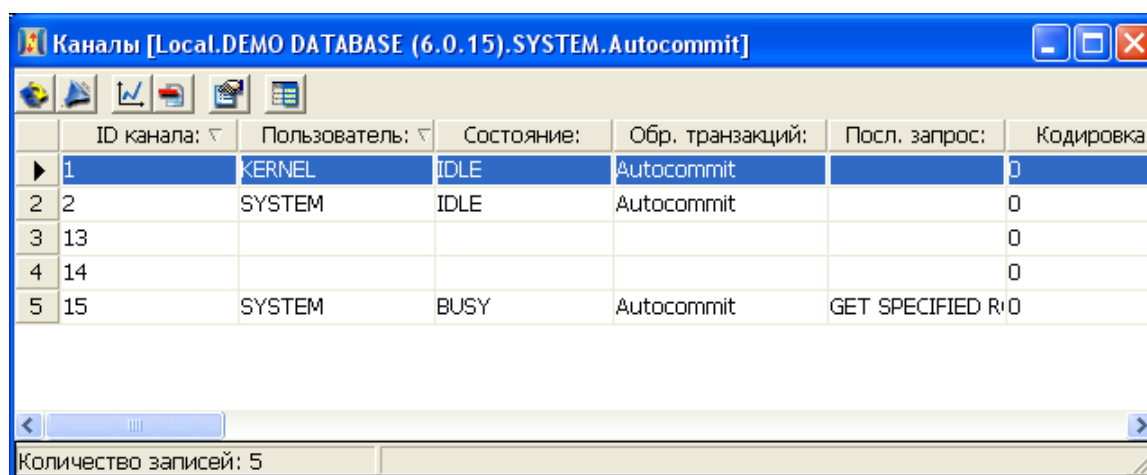 Каналы [Local.DEMO DATABASE (6.0.15).SYSTEM.Autocommit]
ID канала: Пользователь: Состояние: Обр. транзакций: Посл. запрос: Кодировка
1 KERNEL IDLE Autocommit 0
2 2 SYSTEM IDLE Autocommit 0
3 13 0
4 14 0
5 15 SYSTEM BUSY Autocommit GET SPECIFIED 0
Количество записей: 5